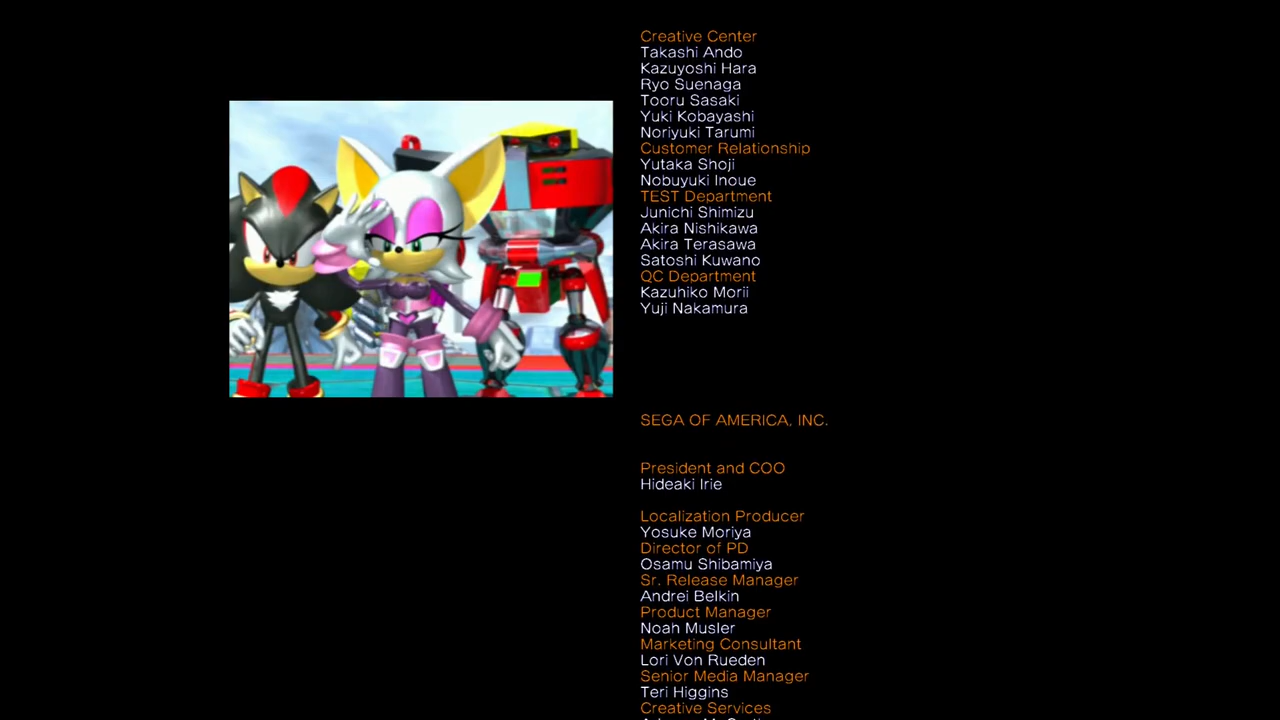 Creative Center
Takashi Ando
Kazuyoshi Hara
Ryo Suenaga
Tooru Sasaki
Yuki Kobayashi
Noriyuki Tarumi
Customer Relationship
Yutaka Shoji
Nobuyuki Inoue
TEST Department
Junichi Shimizu
Akira Nishikawa
Akira Terasawa
Satoshi Kuwano
QC Department
Kazuhiko Morii
Yuji Nakamura
SEGA OF AMERICA, INC.
President and COO
Hideaki Irie
Localization Producer
Yosuke Moriya
Director of PD
Osamu Shibamiya
Sr. Release Manager
Andrei Belkin
Product Manager
Noah Musler
Marketing Consultant
Lori Von Rueden
Senior Media Manager
Teri Higgins
Creative Services